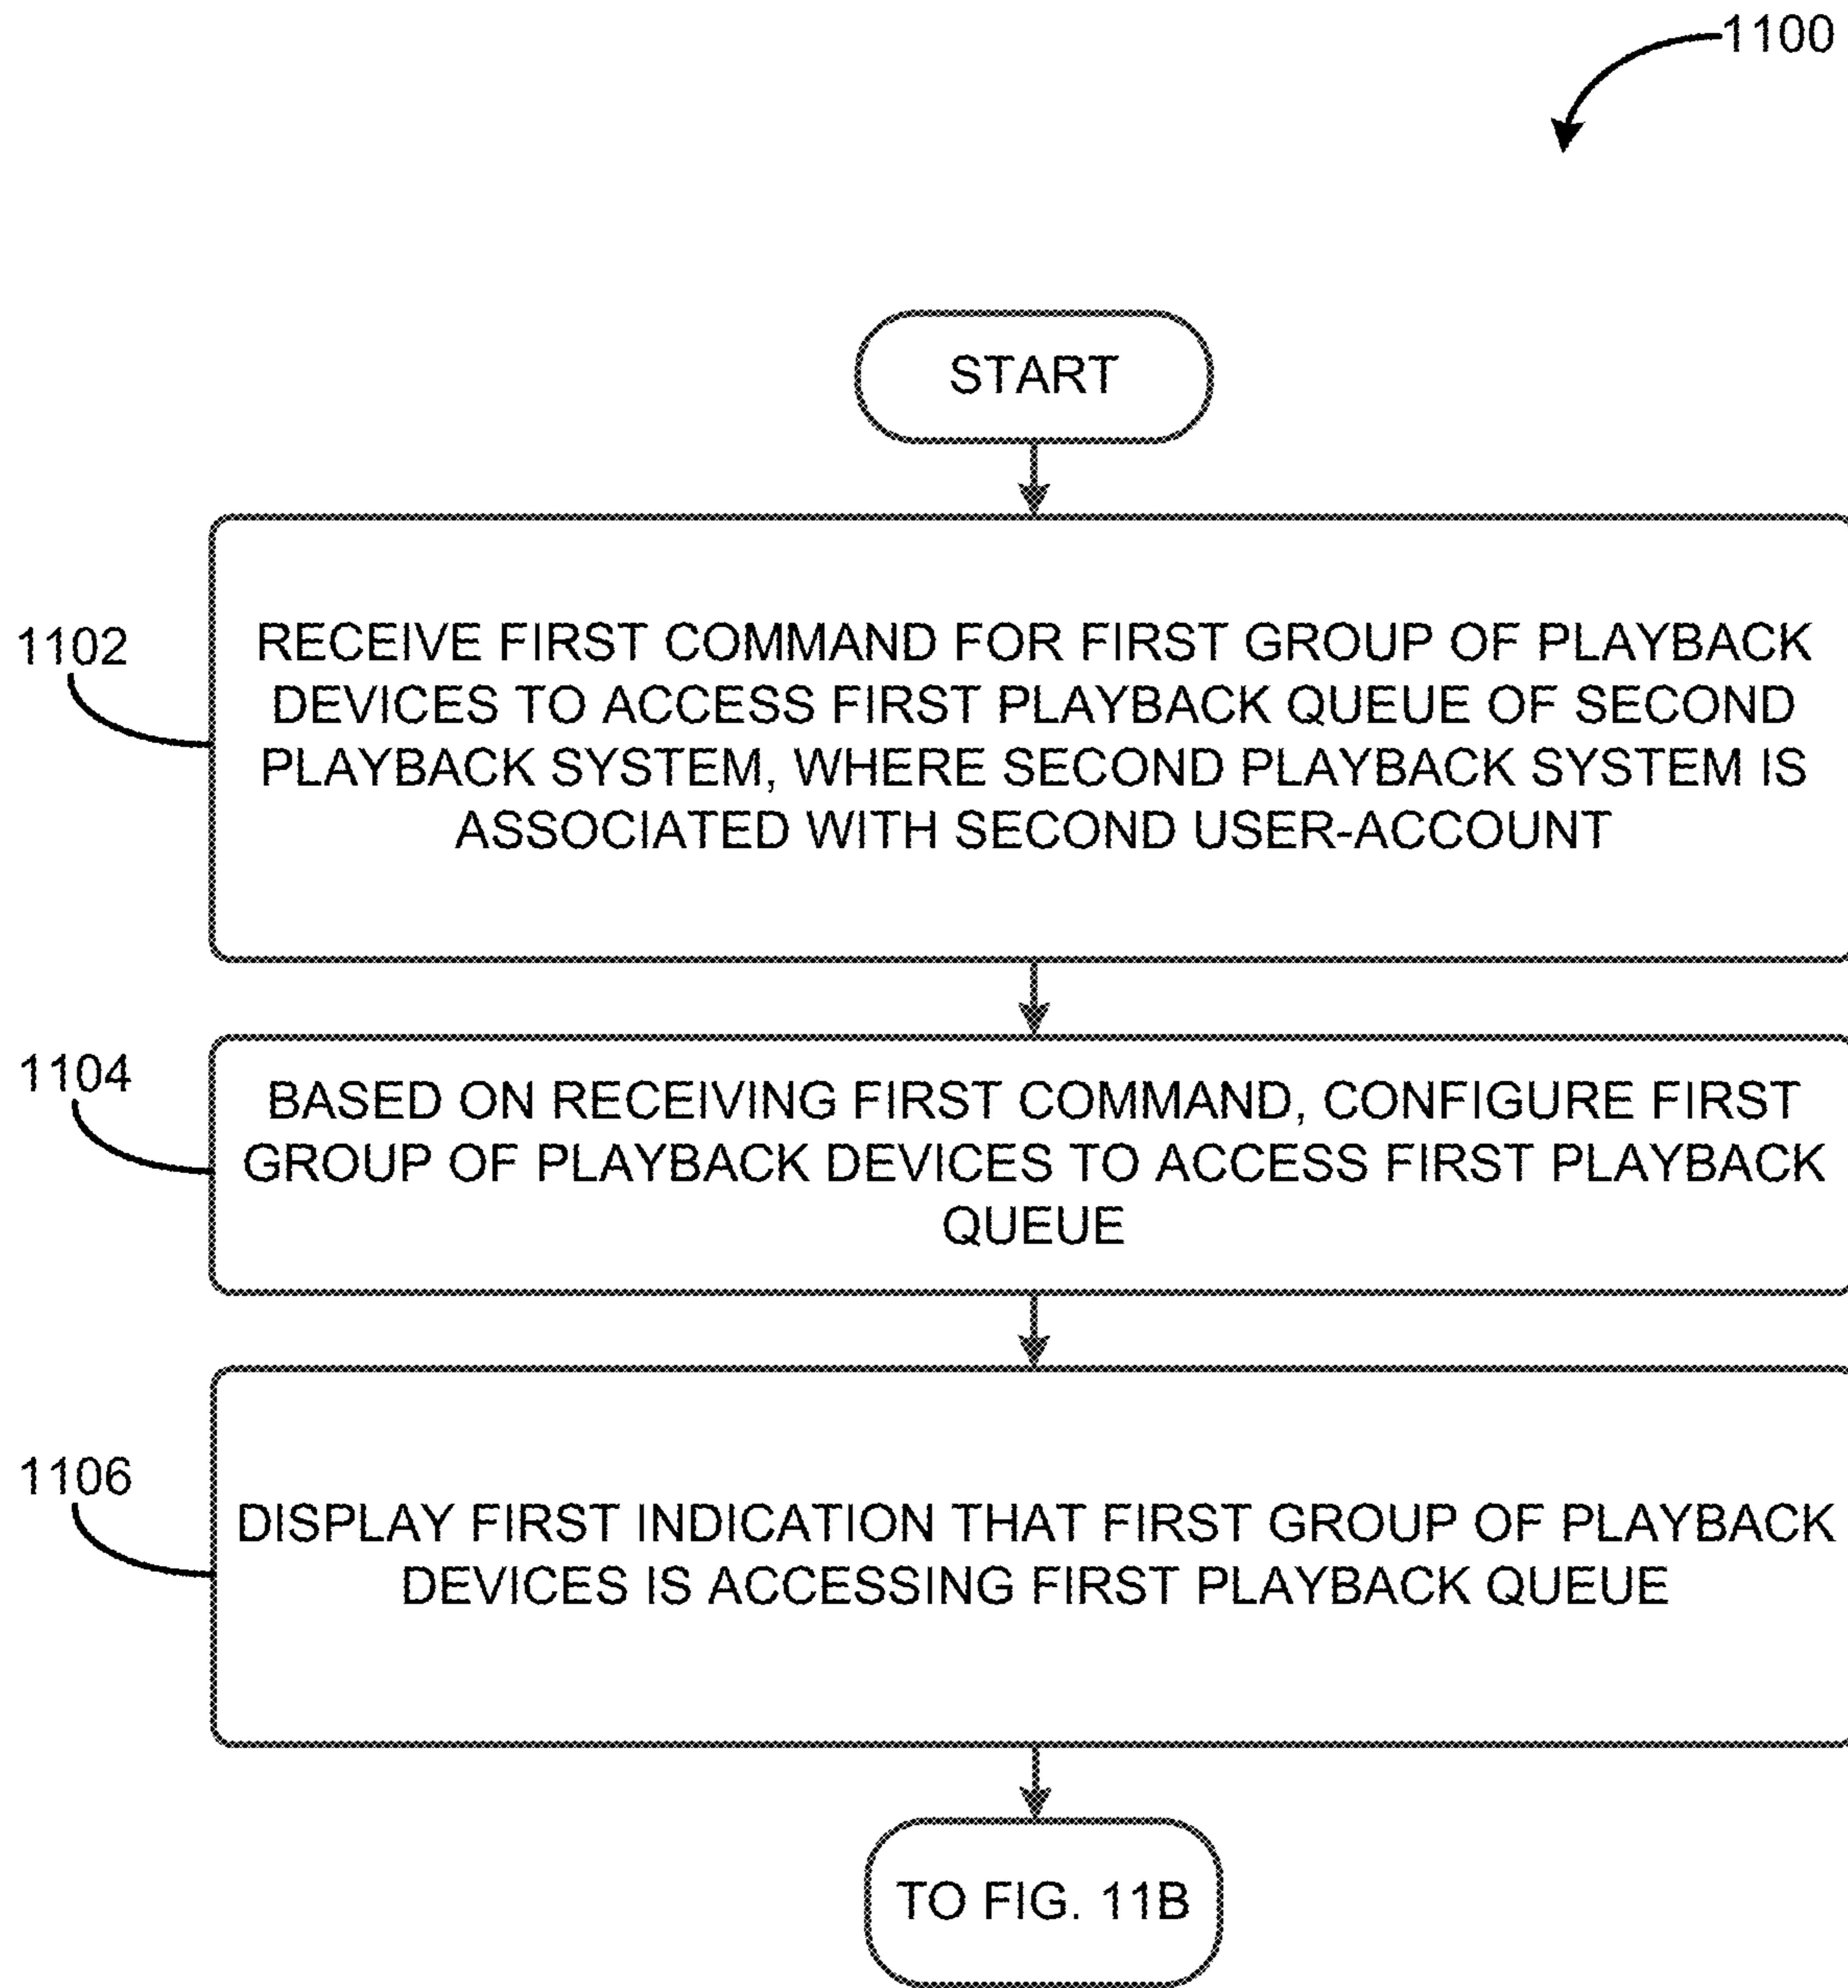 1100
START
1102
RECEIVE FIRST COMMAND FOR FIRST GROUP OF PLAYBACK
DEVICES TO ACCESS FIRST PLAYBACK QUEUE OF SECOND
PLAYBACK SYSTEM, WHERE SECOND PLAYBACK SYSTEM IS
ASSOCIATED WITH SECOND USER-ACCOUNT
1104
BASED ON RECEIVING FIRST COMMAND, CONFIGURE FIRST
GROUP OF PLAYBACK DEVICES TO ACCESS FIRST PLAYBACK
QUEUE
1106
DISPLAY FIRST INDICATION THAT FIRST GROUP OF PLAYBACK
DEVICES IS ACCESSING FIRST PLAYBACK QUEUE
TO FIG. 11B